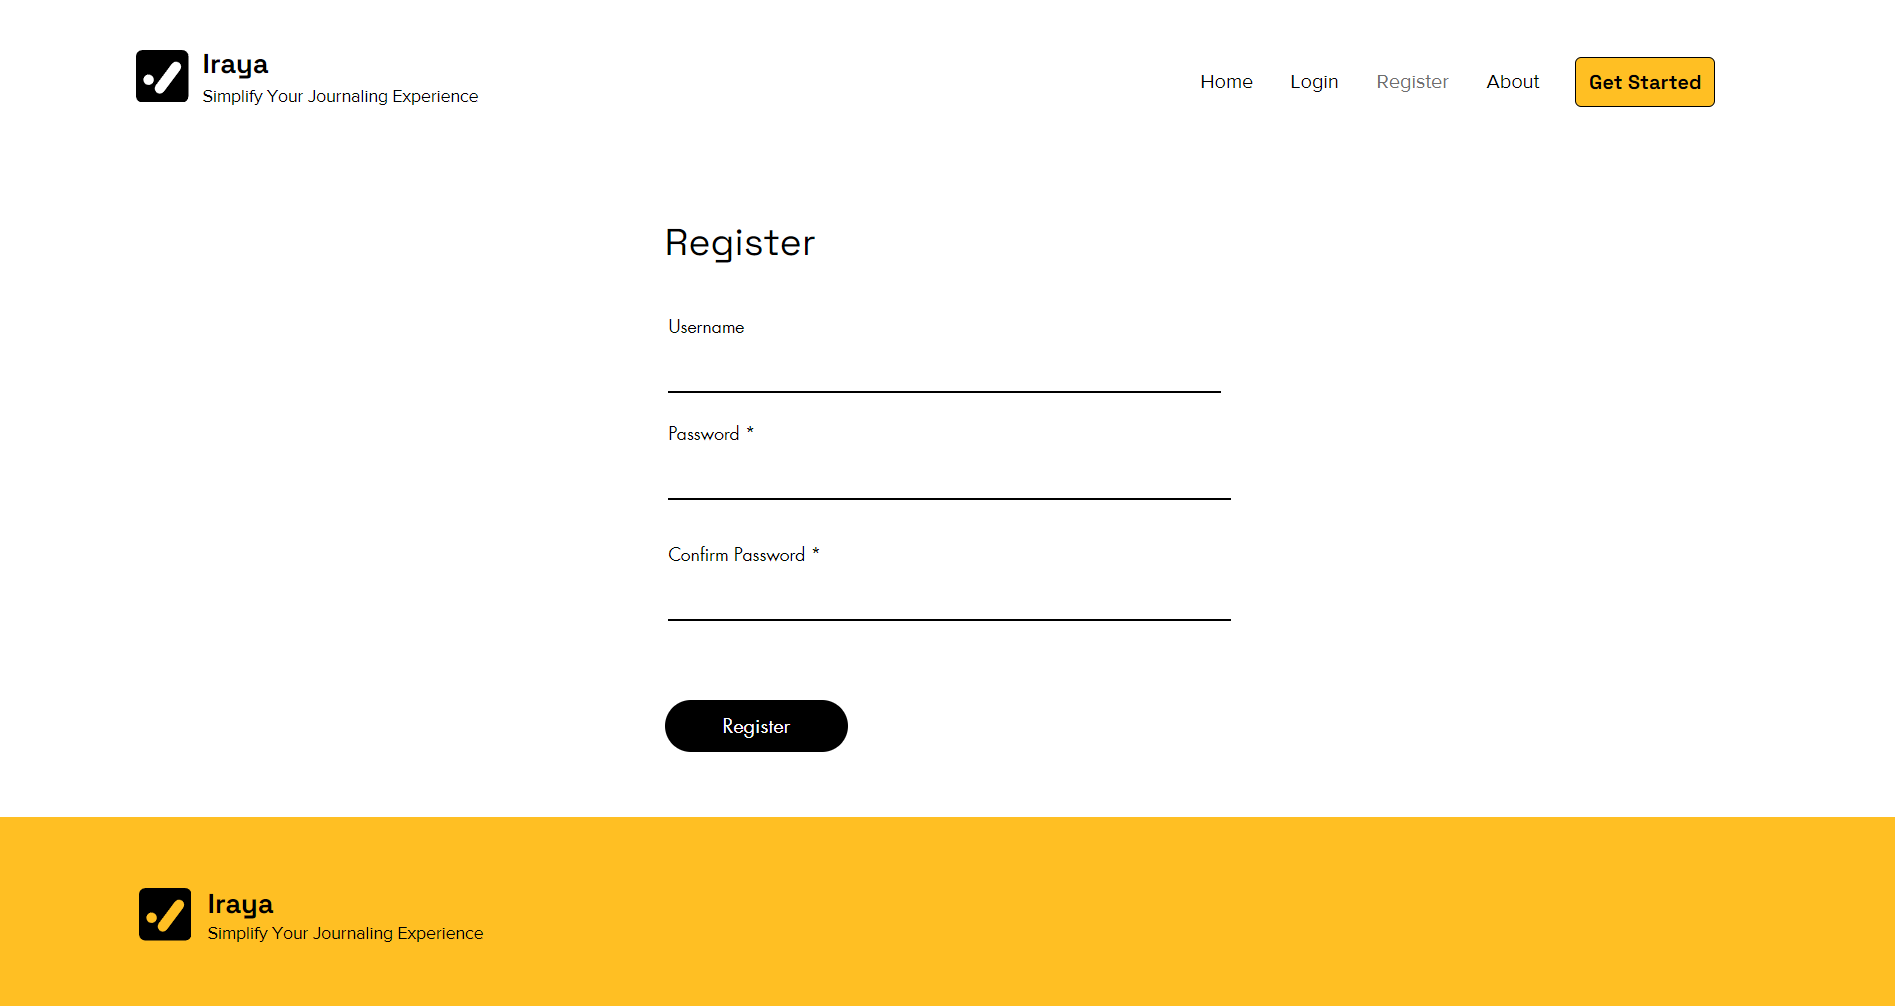 Iraya
Simplify Your Journaling Experience
Home Login Register About Get Started
Register
Username
Password *
Confirm Password *
Register
Iraya
Simplify Your Journaling Experience